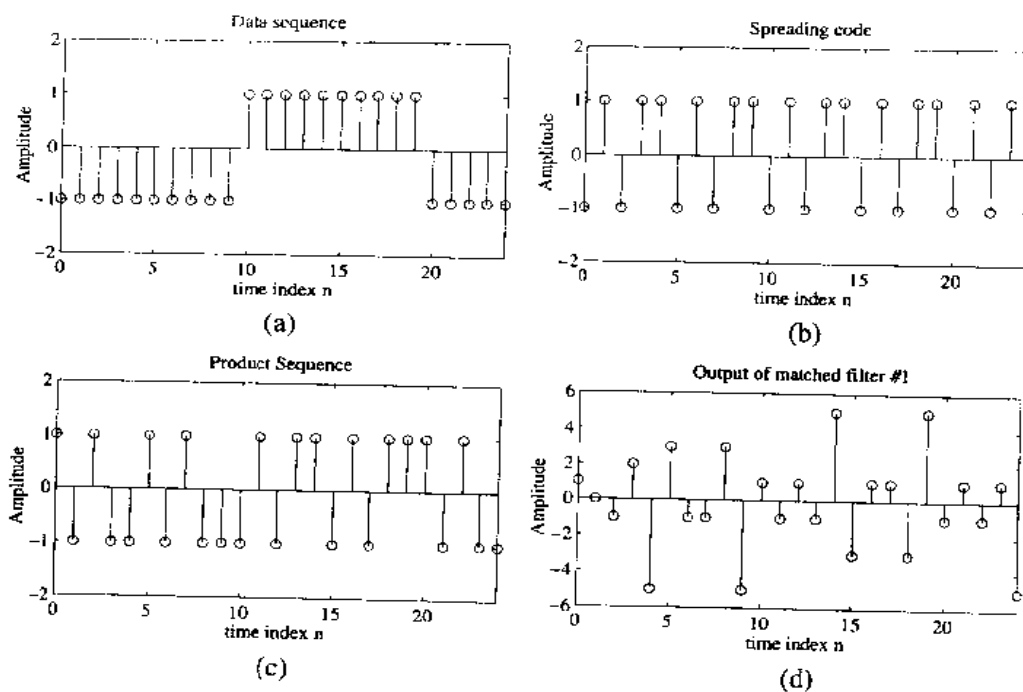 Data sequence
2
1
0
-1
-2
Amplitude
0 5 10 15 20
time index n
(a)
Spreading code
2
1
0
-1
-2
Amplitude
0 5 10 15 20
time index n
(b)
Product Sequence
2
1
0
-1
-2
Amplitude
0 5 10 15 20
time index n
(c)
Output of matched filter #1
6
4
2
0
-2
-4
-6
Amplitude
0 5 10 15 20
time index n
(d)